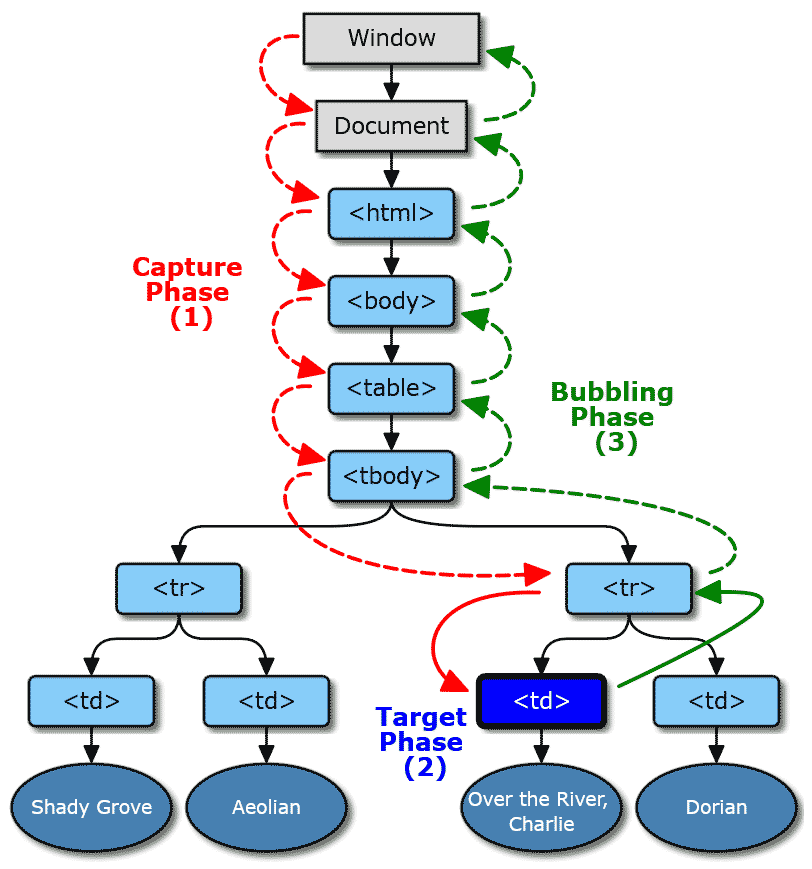 Window
Document
<html>
Capture
Phase
(1)
<body>
<table>
Bubbling
Phase
(3)
<tbody>
<tr>
<tr>
<td>
<td>
<td>
<td>
Target
Phase
(2)
Shady Grove
Aeolian
Over the River,
Charlie
Dorian